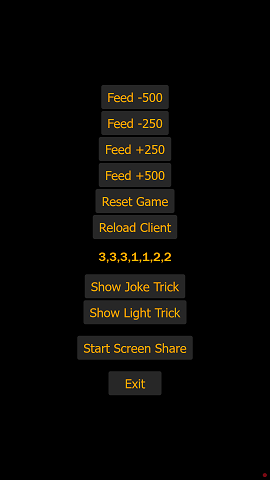 Feed -500
Feed -250
Feed +250
Feed +500
Reset Game
Reload Client
3,3,3,1,1,2,2
Show Joke Trick
Show Light Trick
Start Screen Share
Exit